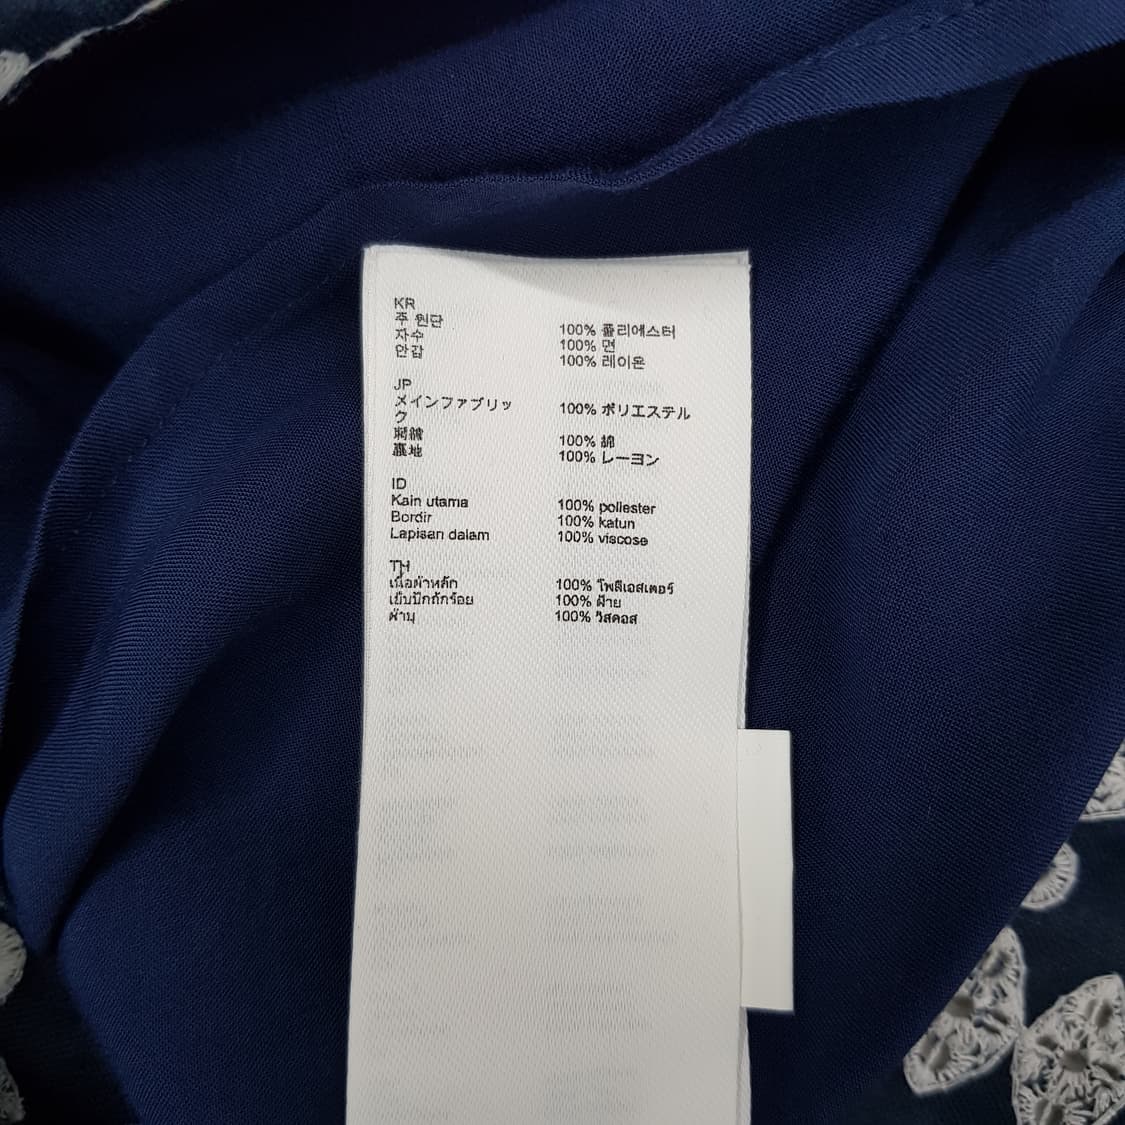 KR
주 원단 100% 폴리에스터
자수 100% 면
안감 100% 레이온
JP
メインファブリッ
ク 100% ポリエステル
刺繍 100% 綿
裏地 100% レーヨン
ID
Kain utama 100% poliester
Bordir 100% katun
Lapisan dalam 100% viscose
TH
เนื้อผ้าหลัก 100% โพลีเอสเตอร์
เย็บปักถักร้อย 100% ฝ้าย
ผ้าบุ 100% วิสคอส